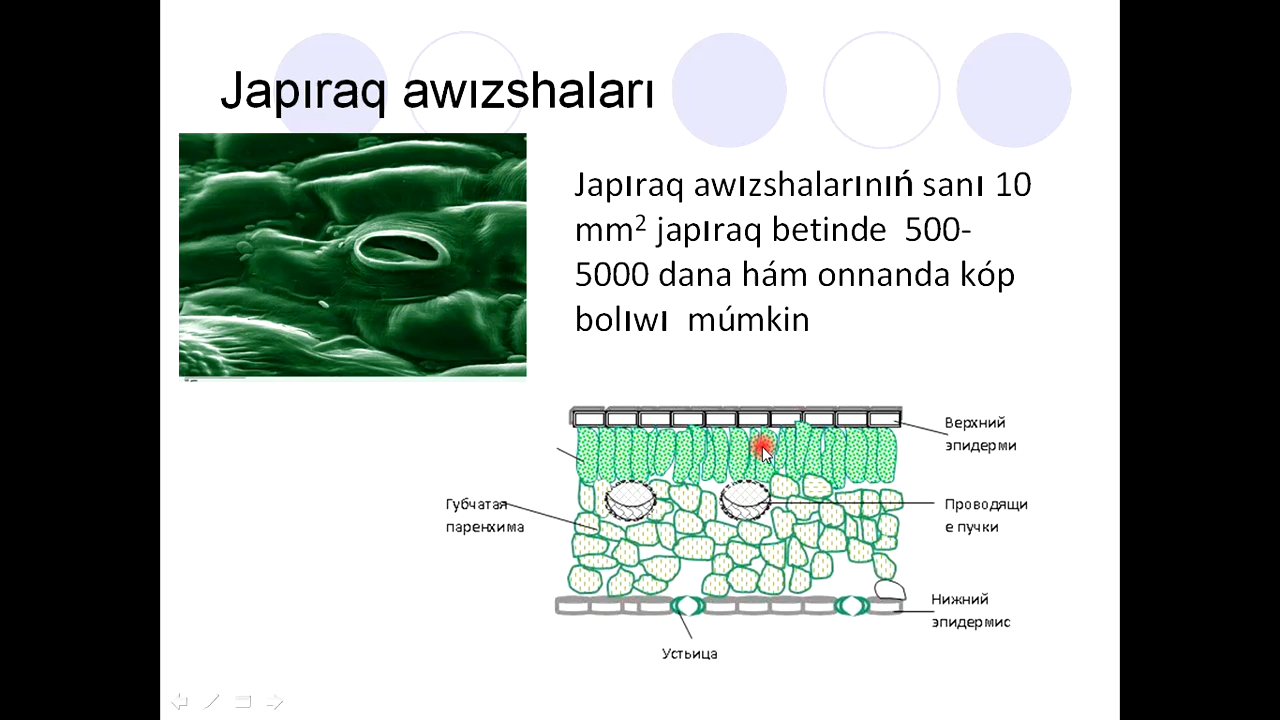 Japıraq awızshaları
Japıraq awızshalarınıń sanı 10
mm² japıraq betinde 500-
5000 dana hám onnanda kóp
bolıwı múmkin
Верхний
эпидерми
Губчатая
паренхима
Проводящи
е пучки
Нижний
эпидермис
Устьица